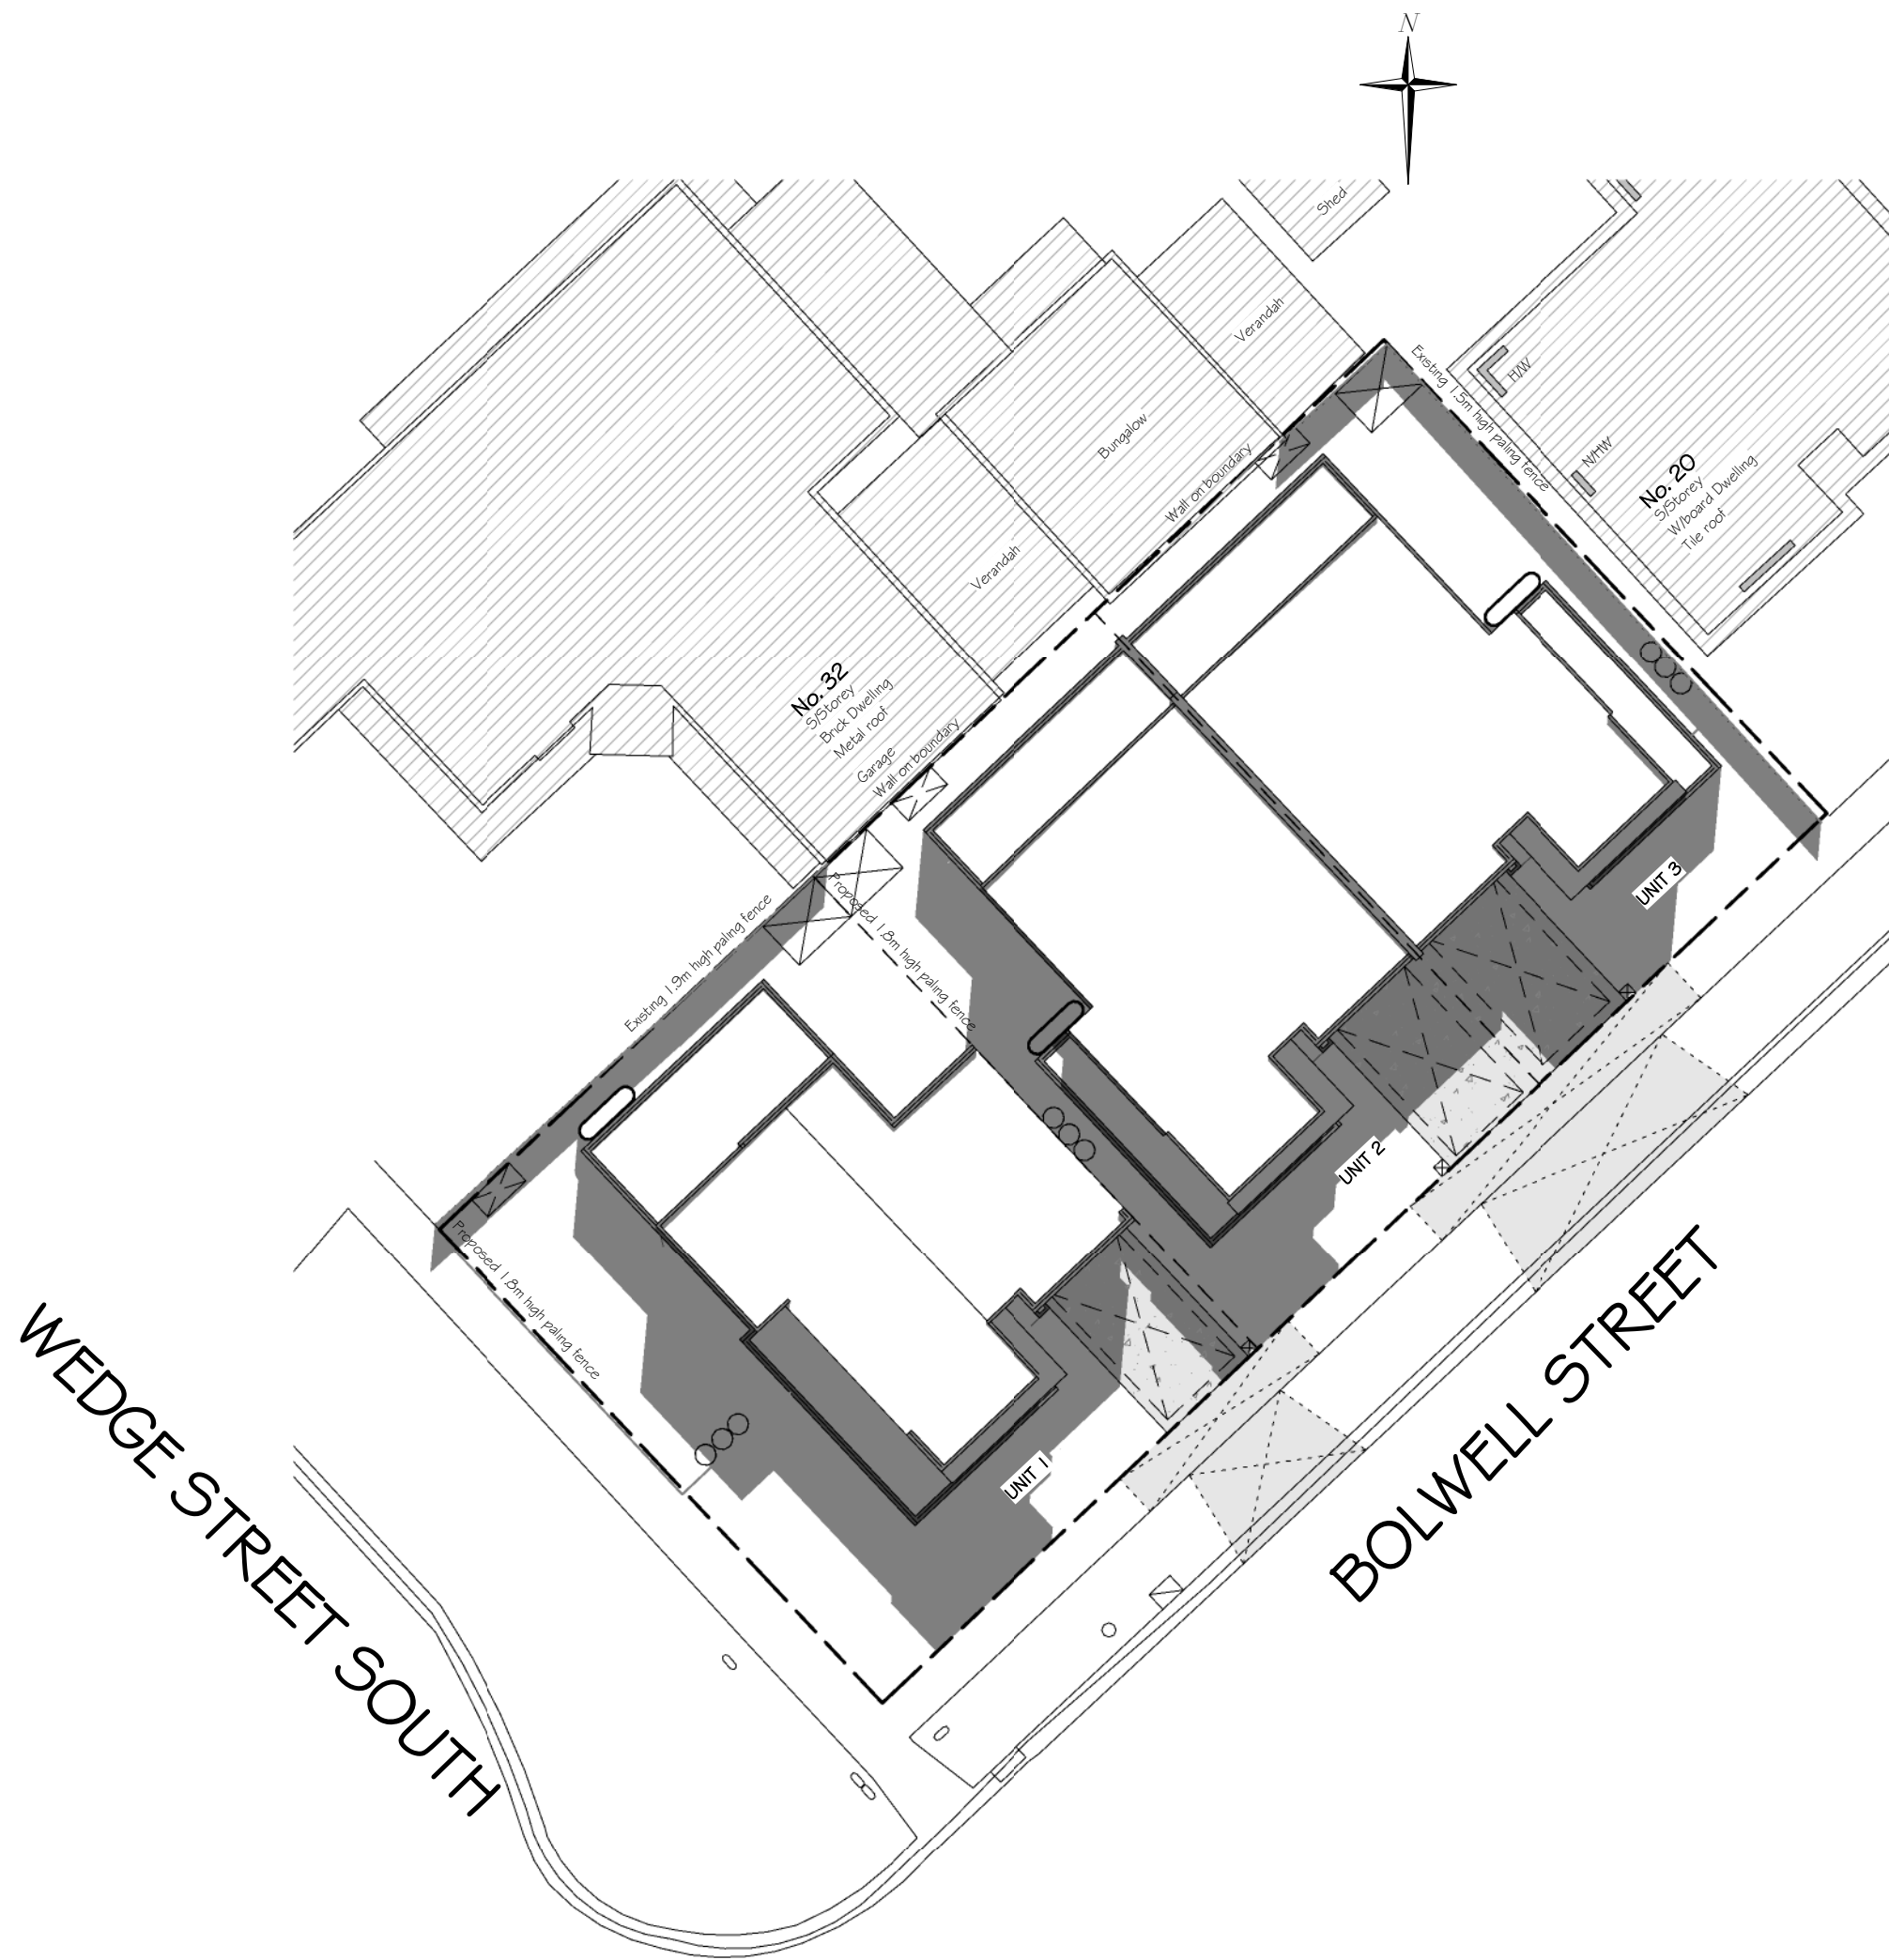 N
Shed
Verandah
Existing 1.5m high paling fence
H/W
Bungalow
Wall on boundary
N/HW
No. 20
S/Storey
W/board Dwelling
Tile roof
Verandah
No. 32
S/Storey
Brick Dwelling
Metal roof
Garage
Wall on boundary
Existing 1.9m high paling fence
Proposed 1.8m high paling fence
UNIT 3
UNIT 2
Proposed 1.8m high paling fence
UNIT 1
WEDGE STREET SOUTH
BOLWELL STREET